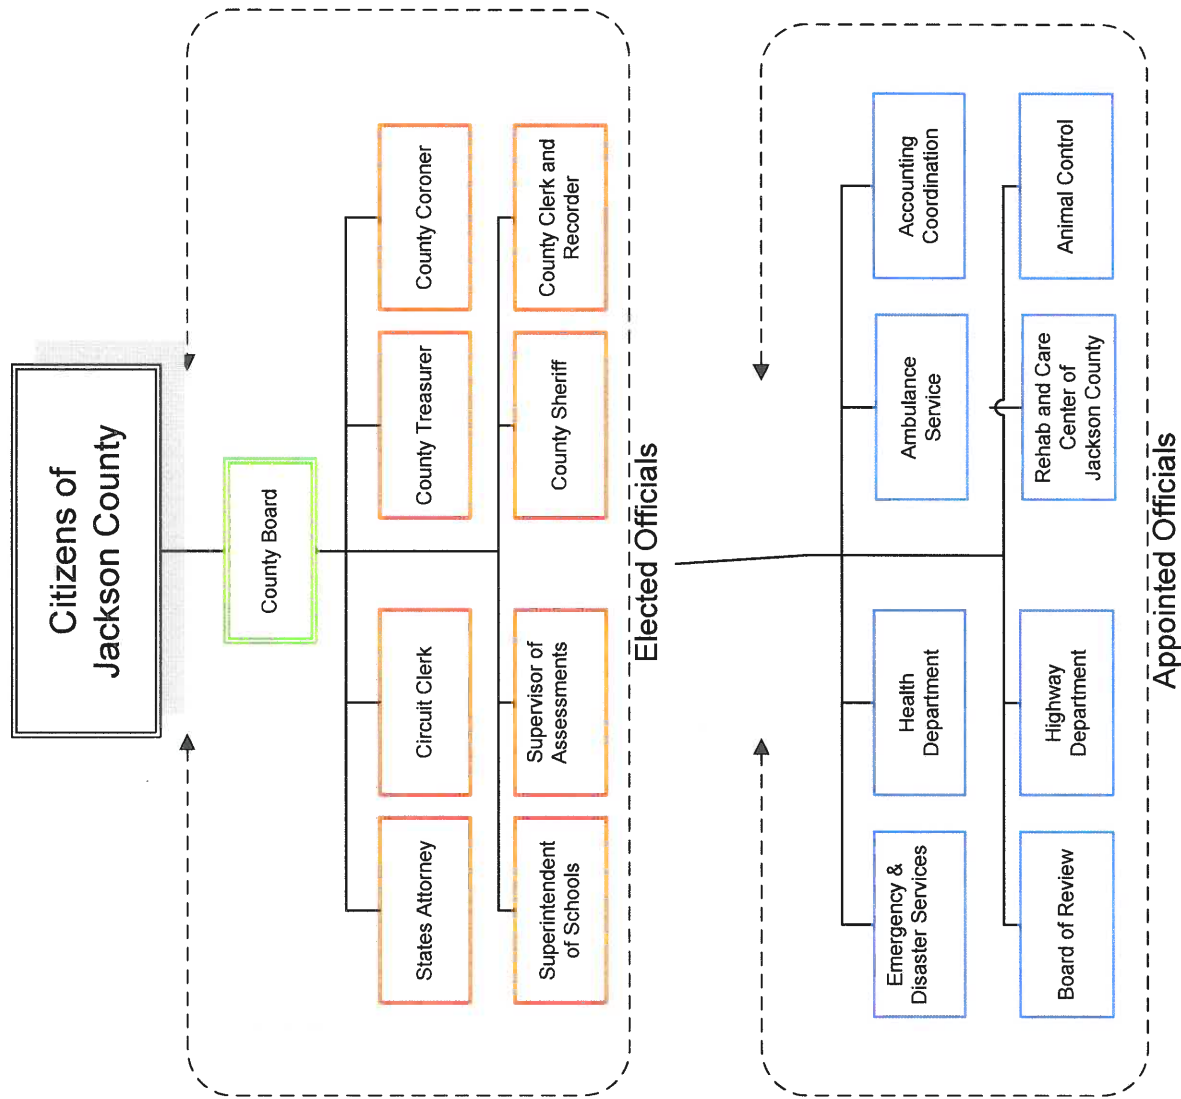 Citizens of
Jackson County
County Board
States Attorney
Circuit Clerk
County Treasurer
County Coroner
Superintendent
of Schools
Supervisor of
Assessments
County Sheriff
County Clerk and
Recorder
Elected Officials
Emergency &
Disaster Services
Health
Department
Ambulance
Service
Accounting
Coordination
Board of Review
Highway
Department
Rehab and Care
Center of
Jackson County
Animal Control
Appointed Officials